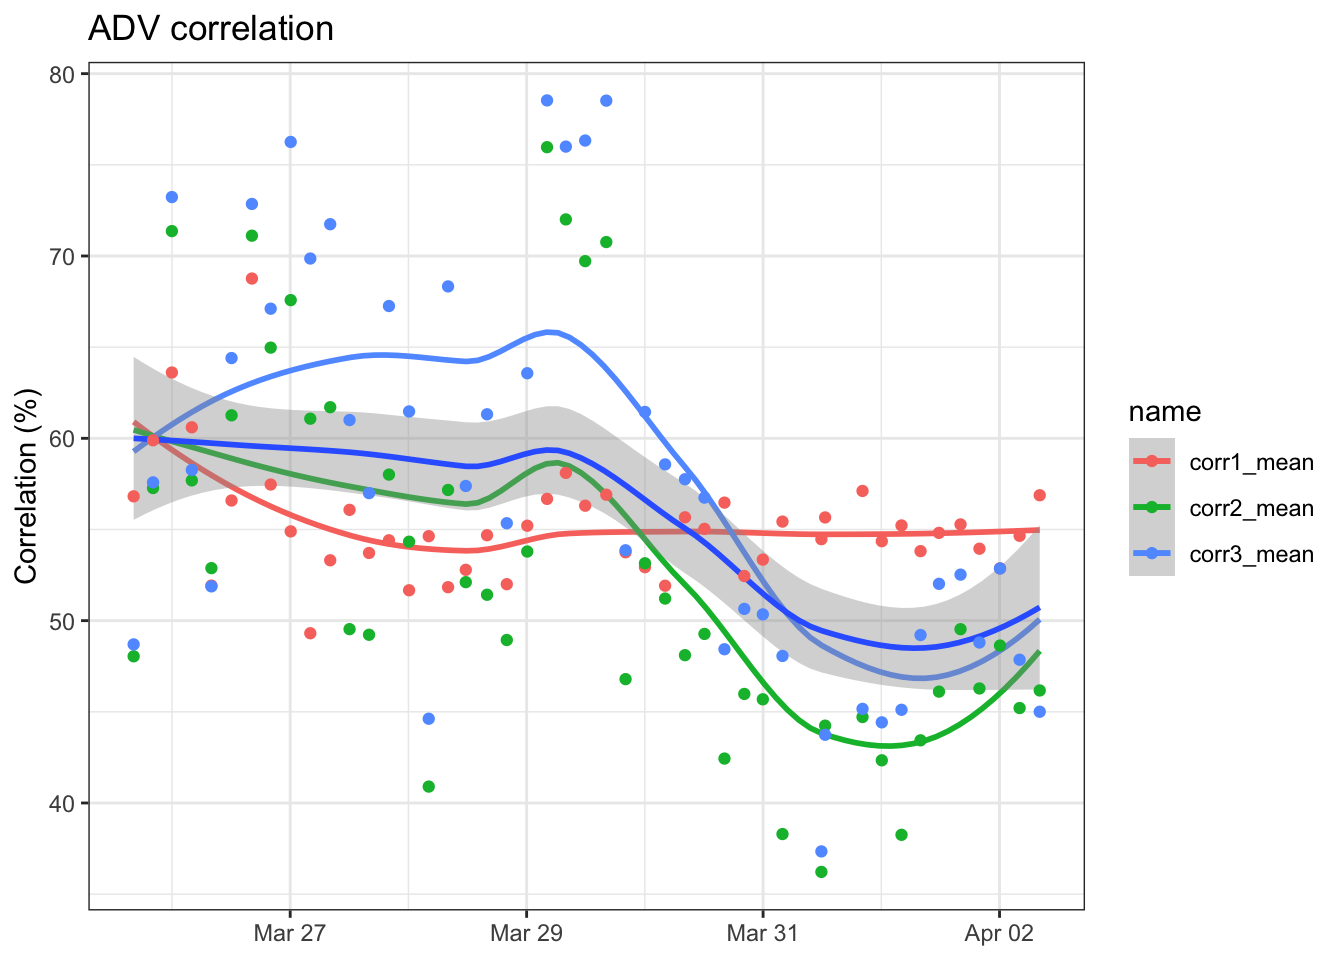 ADV correlation
Correlation (%)
80
70
60
50
40
Mar 27
Mar 29
Mar 31
Apr 02
name
corr1_mean
corr2_mean
corr3_mean